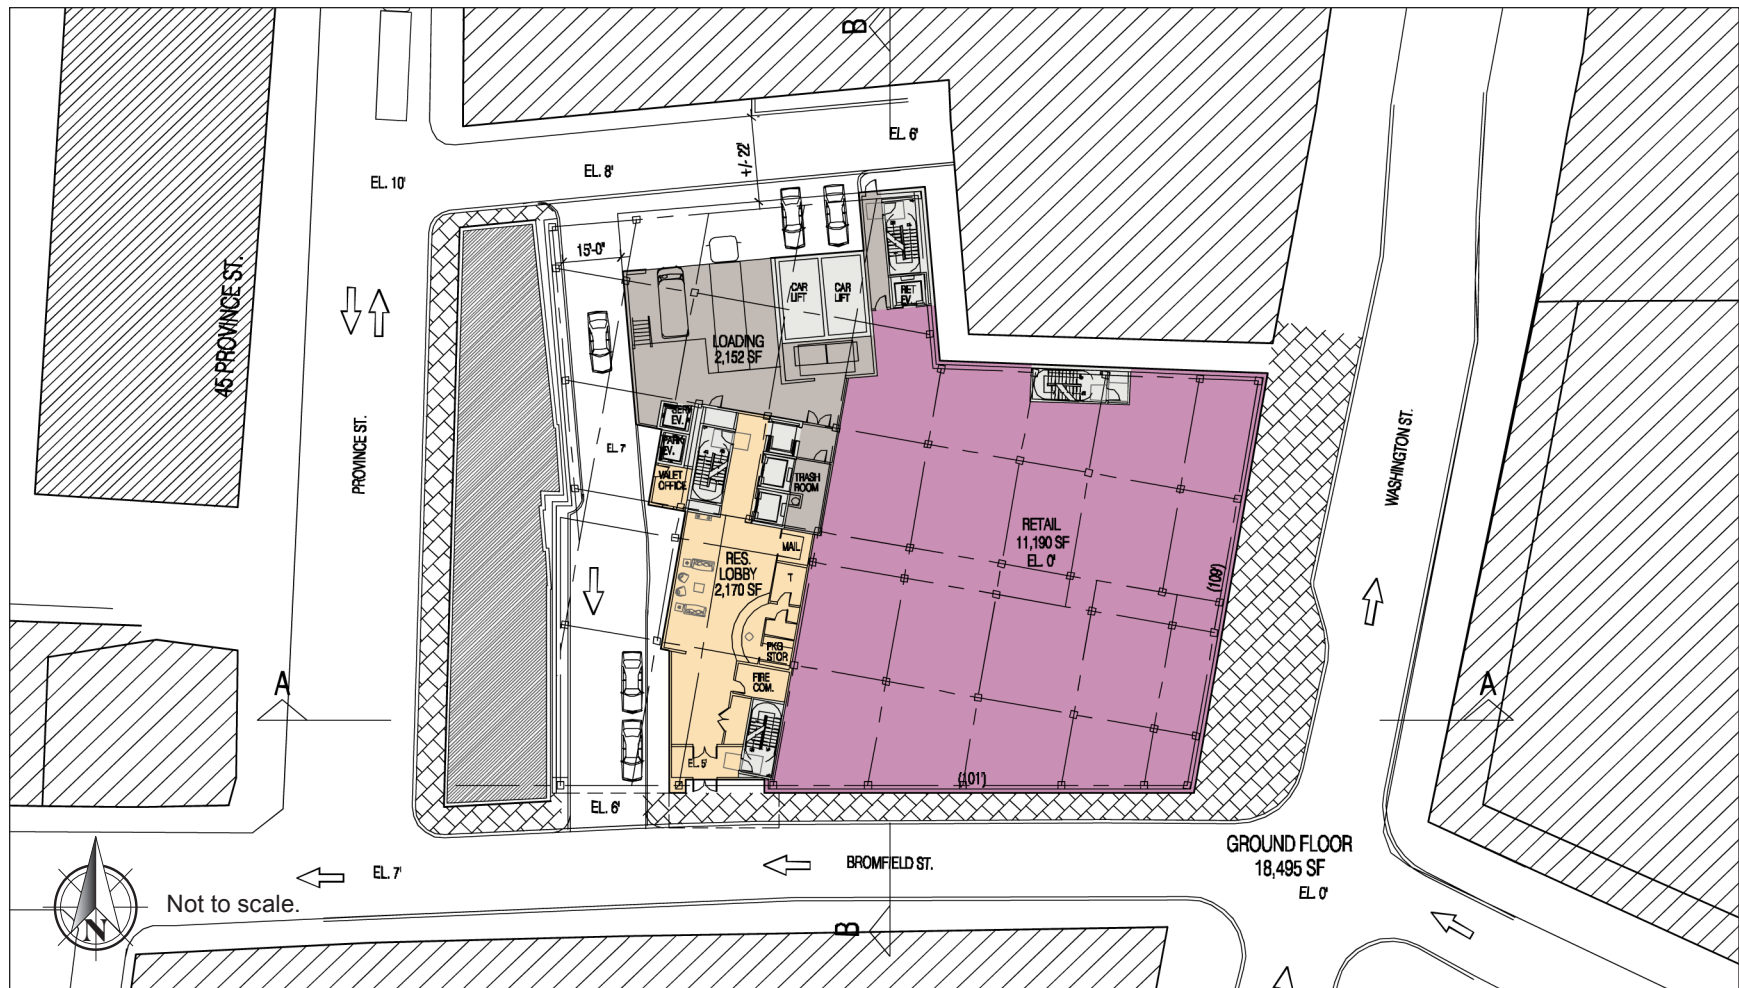 B
EL. 6'
EL. 8'
+/- 22'
EL. 10'
15'-0"
CAR
LIFT
CAR
LIFT
RET
EV.
45 PROVINCE ST.
LOADING
2,152 SF
PROVINCE ST.
SERV
EV.
PARK
EV.
EL. 7'
VALET
OFFICE
TRASH
ROOM
WASHINGTON ST.
RETAIL
11,190 SF
EL. 0'
MAIL
RES.
LOBBY
2,170 SF
T
(109')
PKG
STOR
FIRE
COM.
A
A
EL. 5'
(101')
EL. 6'
GROUND FLOOR
18,495 SF
EL. 0'
BROMFIELD ST.
EL. 7'
Not to scale.
N
B